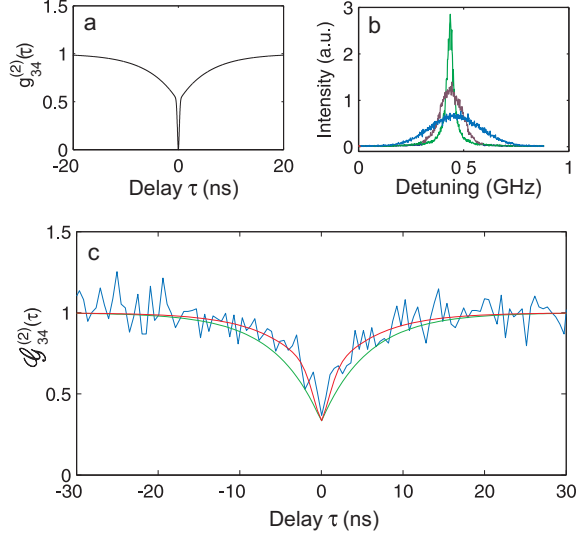 a
g34(2)(τ)
1.5
1
0.5
0
-20
0
20
Delay τ (ns)
b
Intensity (a.u.)
3
2
1
0
0
0 5
1
Detuning (GHz)
c
𝒢34(2)(τ)
1.5
1
0.5
0
-30
-20
-10
0
10
20
30
Delay τ (ns)